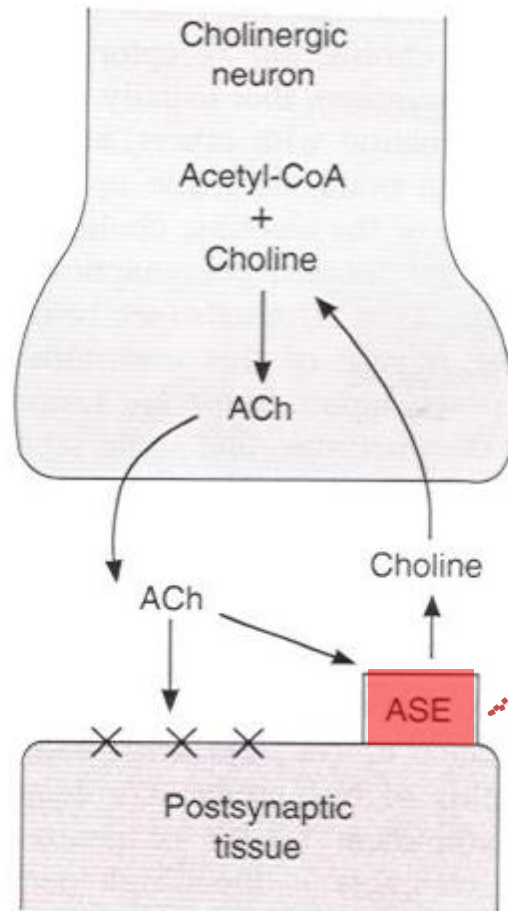 Cholinergic
neuron
Acetyl-CoA
+
Choline
ACh
ACh
Choline
ASE
Postsynaptic
tissue